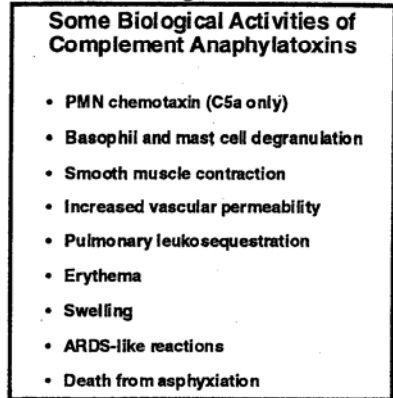 Some Biological Activities of
Complement Anaphylatoxins
• PMN chemotaxin (C5a only)
• Basophil and mast cell degranulation
• Smooth muscle contraction
• Increased vascular permeability
• Pulmonary leukosequestration
• Erythema
• Swelling
• ARDS-like reactions
• Death from asphyxiation